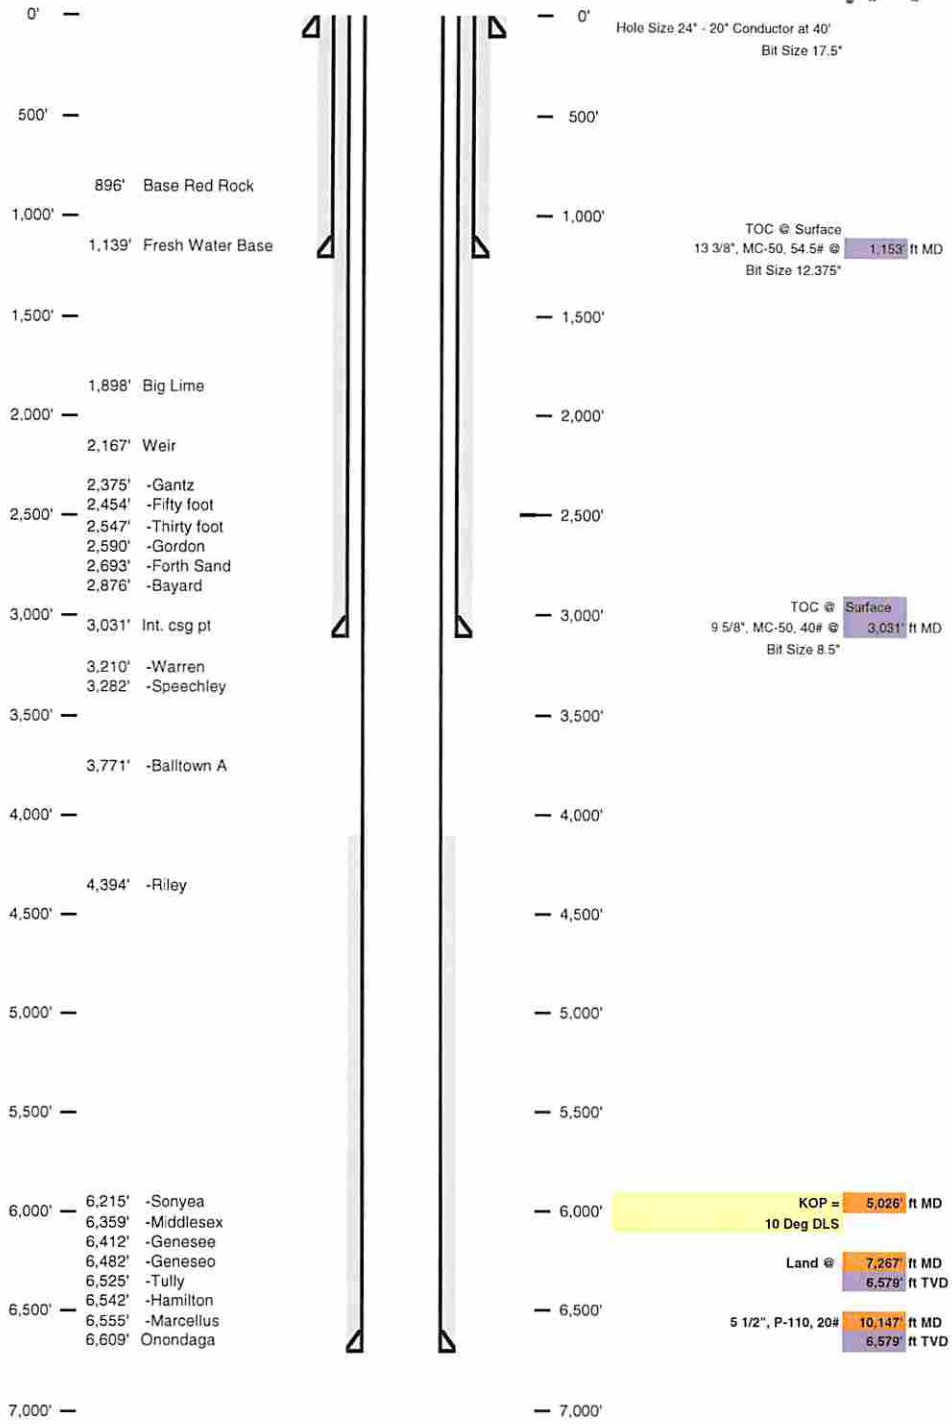 0' 0'
Hole Size 24" - 20" Conductor at 40'
Bit Size 17.5"
500' 500'
896' Base Red Rock
1,000' 1,000'
TOC @ Surface
1,139' Fresh Water Base 13 3/8", MC-50, 54.5# @ 1,153' ft MD
Bit Size 12.375"
1,500' 1,500'
1,898' Big Lime
2,000' 2,000'
2,167' Weir
2,375' -Gantz
2,454' -Fifty foot
2,500' 2,500'
2,547' -Thirty foot
2,590' -Gordon
2,693' -Forth Sand
2,876' -Bayard
3,000' 3,000'
TOC @ Surface
3,031' Int. csg pt 9 5/8", MC-50, 40# @ 3,031' ft MD
Bit Size 8.5"
3,210' -Warren
3,282' -Speechley
3,500' 3,500'
3,771' -Balltown A
4,000' 4,000'
4,394' -Riley
4,500' 4,500'
5,000' 5,000'
5,500' 5,500'
6,215' -Sonyea KOP = 5,026' ft MD
6,000' 6,000'
6,359' -Middlesex 10 Deg DLS
6,412' -Genesee
6,482' -Geneseo Land @ 7,267' ft MD
6,525' -Tully 6,579' ft TVD
6,542' -Hamilton
6,500' 6,500'
6,555' -Marcellus 5 1/2", P-110, 20# 10,147' ft MD
6,609' Onondaga 6,579' ft TVD
7,000' 7,000'